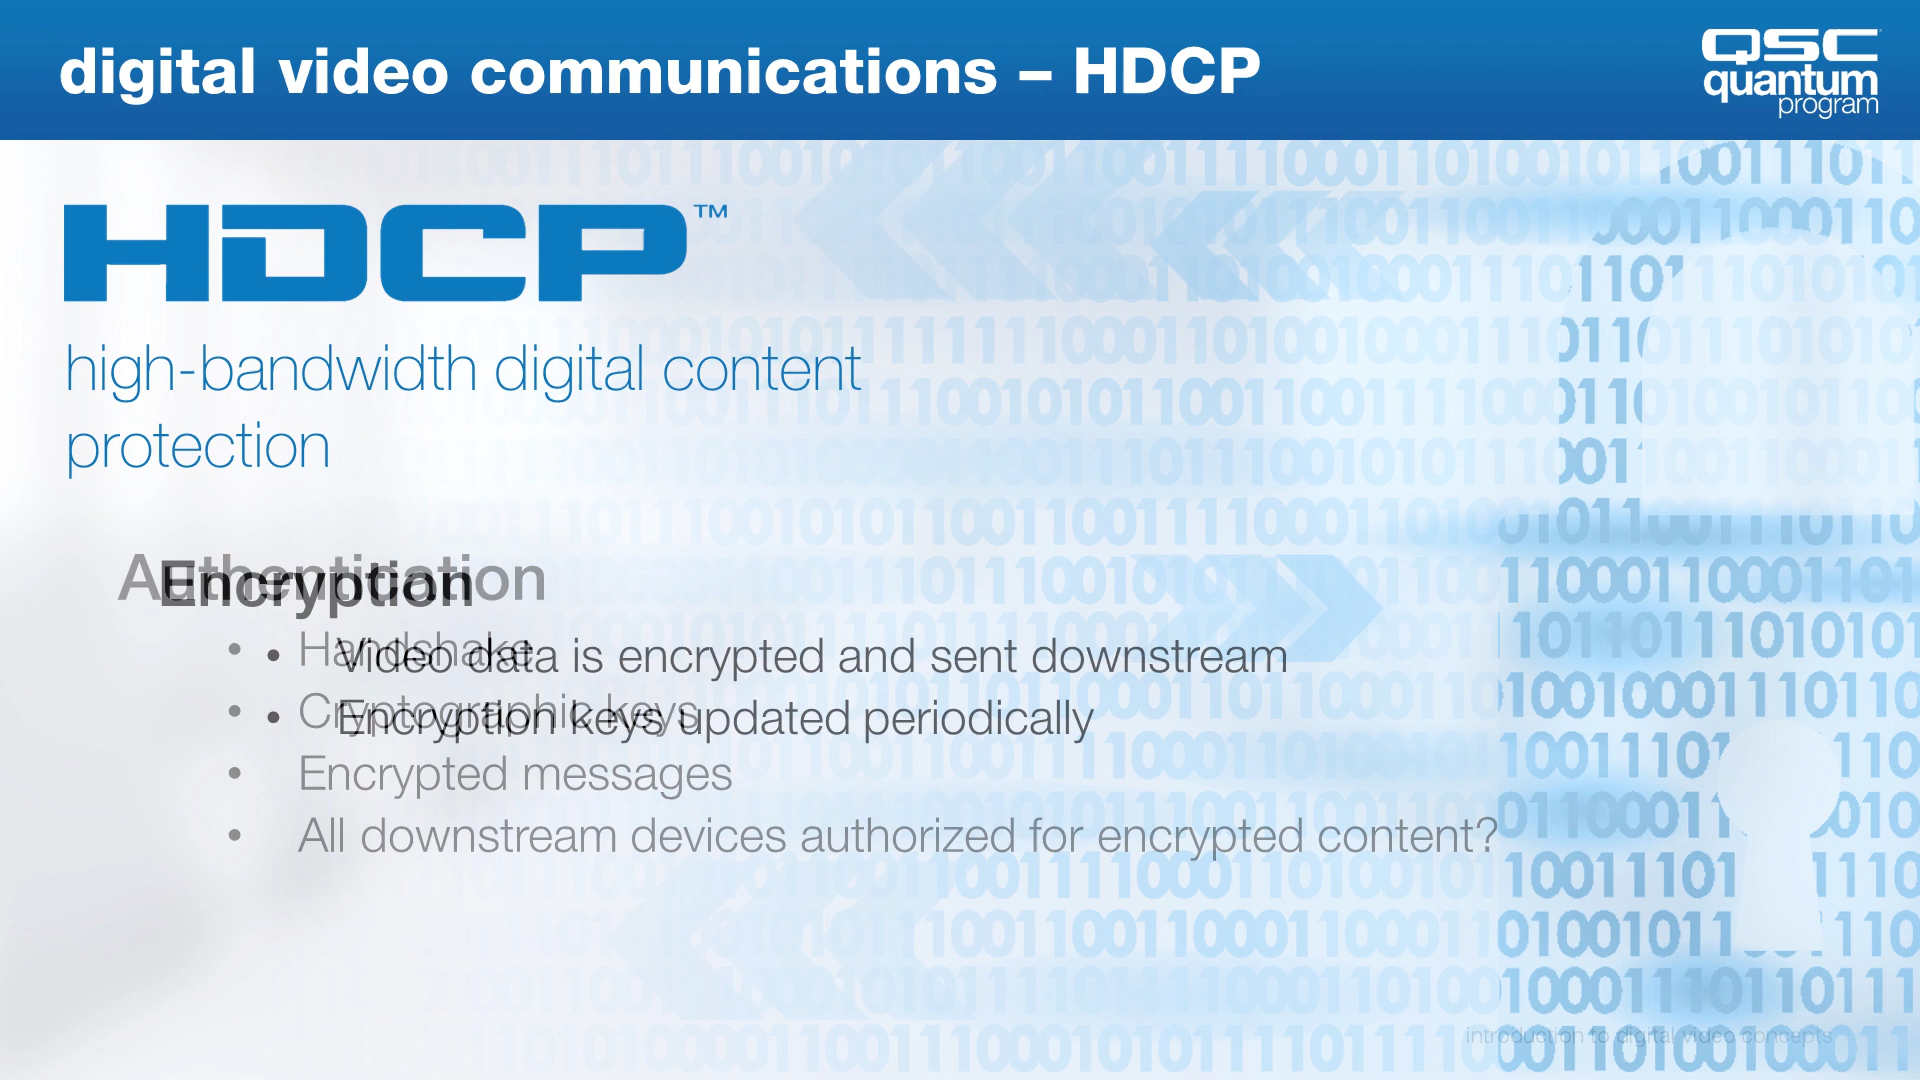 digital video communications – HDCP
QSC
quantum
program
HDCP™
high-bandwidth digital content
protection
Authentication
• Handshake
• Cryptographic keys
• Encrypted messages
• All downstream devices authorized for encrypted content?
Encryption
• Video data is encrypted and sent downstream
• Encryption keys updated periodically
introduction to digital video concepts